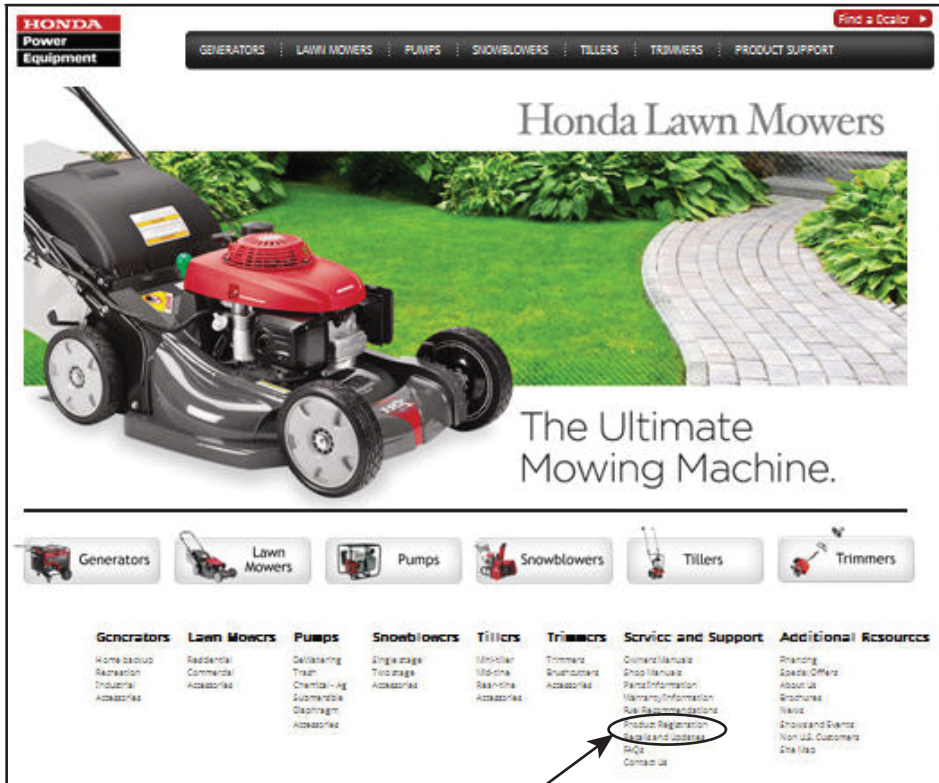 HONDA
Power
Equipment
Find a Dealer
GENERATORS LAWN MOWERS PUMPS SNOWBLOWERS TILLERS TRIMMERS PRODUCT SUPPORT
Honda Lawn Mowers
The Ultimate
Mowing Machine.
Generators
Lawn
Mowers
Pumps
Snowblowers
Tillers
Trimmers
Generators Lawn Mowers Pumps Snowblowers Tillers Trimmers Service and Support Additional Resources
Home backup Residential DeWatering Single stage Mini-tiller Trimmers Owners Manuals Financing
Recreation Commercial Trash Two stage Mid-tine Brushcutters Shop Manuals Special Offers
Industrial Accessories Chemical - Ag Accessories Rear-tine Accessories Parts Information About Us
Accessories Submersible Accessories Warranty Information Brochures
Diaphragm Fuel Recommendations News
Accessories Product Registration Shows and Events
Recalls and Updates Non U.S. Customers
FAQs Site Map
Contact Us